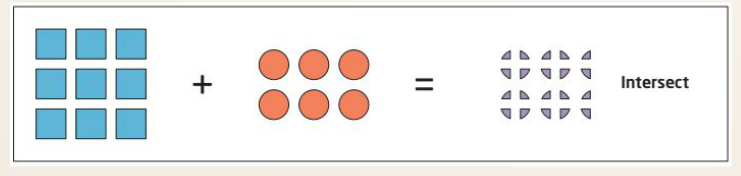 + = Intersect